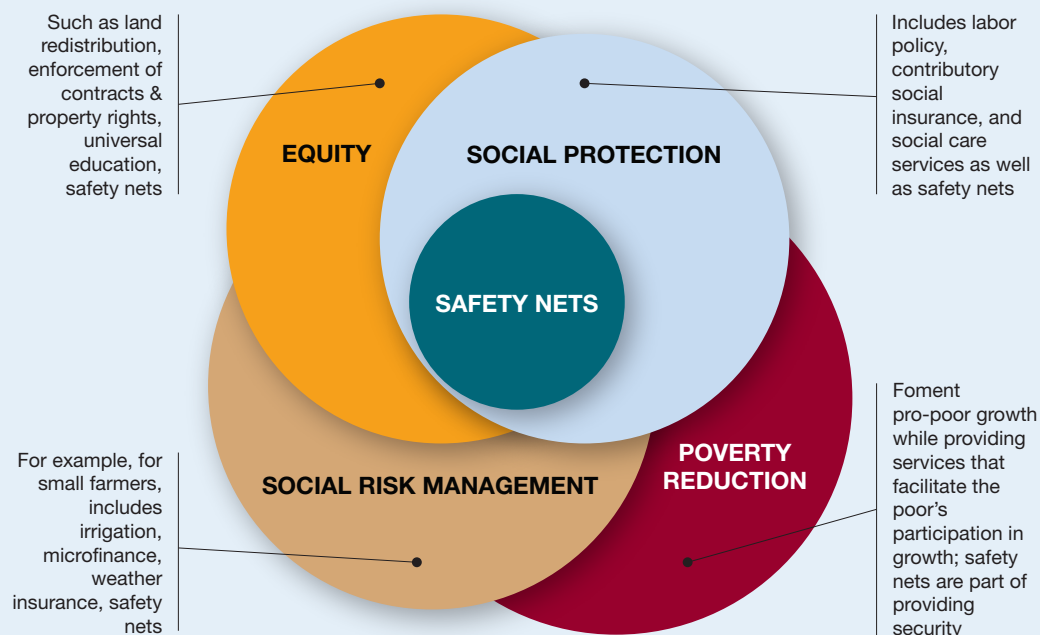 Such as land
redistribution,
enforcement of
contracts &
property rights,
universal
education,
safety nets
Includes labor
policy,
contributory
social
insurance, and
social care
services as well
as safety nets
EQUITY
SOCIAL PROTECTION
SAFETY NETS
For example, for
small farmers,
includes
irrigation,
microfinance,
weather
insurance, safety
nets
SOCIAL RISK MANAGEMENT
POVERTY
REDUCTION
Foment
pro-poor growth
while providing
services that
facilitate the
poor's
participation in
growth; safety
nets are part of
providing
security